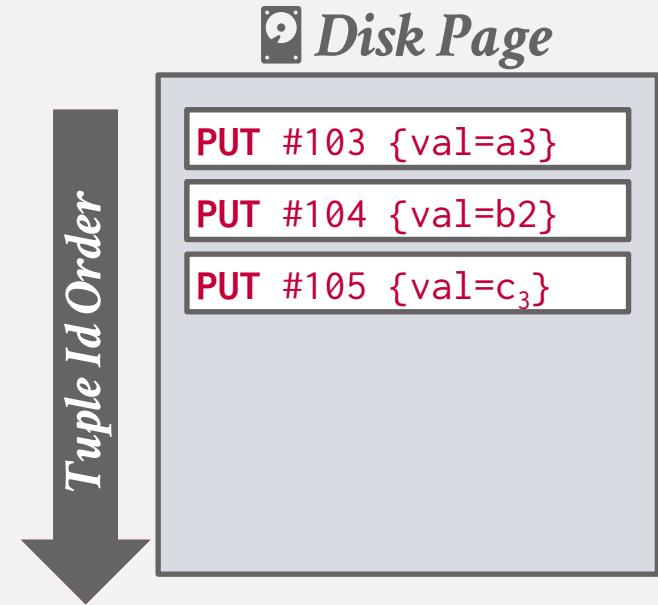 Disk Page
PUT #103 {val=a3}
PUT #104 {val=b2}
PUT #105 {val=c₃}
Tuple Id Order